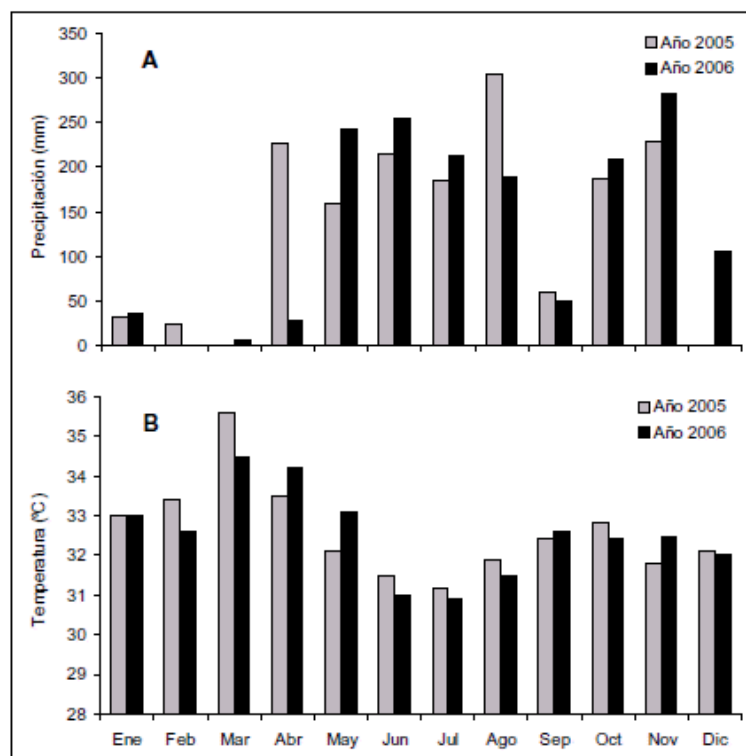 A
Año 2005
Año 2006
Precipitación (mm)
350
300
250
200
150
100
50
0
B
Año 2005
Año 2006
Temperatura (ºC)
36
35
34
33
32
31
30
29
28
Ene Feb Mar Abr May Jun Jul Ago Sep Oct Nov Dic